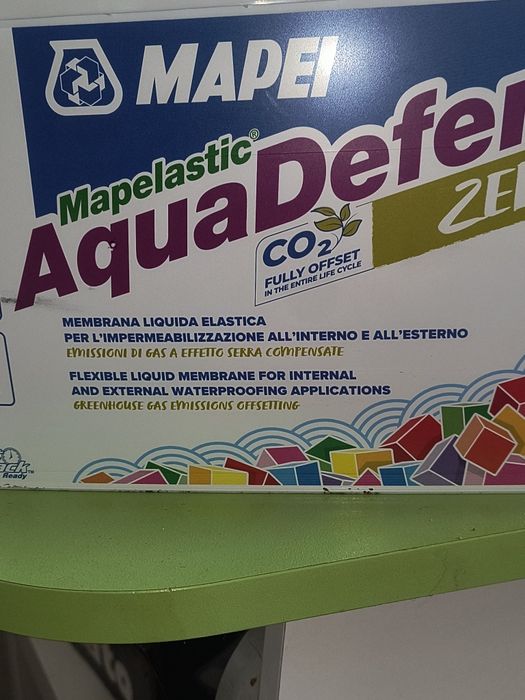 MAPEI
Mapelastic®
AquaDefe
CO2
FULLY OFFSET
IN THE ENTIRE LIFE CYCLE
MEMBRANA LIQUIDA ELASTICA
PER L'IMPERMEABILIZZAZIONE ALL'INTERNO E ALL'ESTERNO
EMISSIONI DI GAS A EFFETTO SERRA COMPENSATE
FLEXIBLE LIQUID MEMBRANE FOR INTERNAL
AND EXTERNAL WATERPROOFING APPLICATIONS
GREENHOUSE GAS EMISSIONS OFFSETTING
Ready